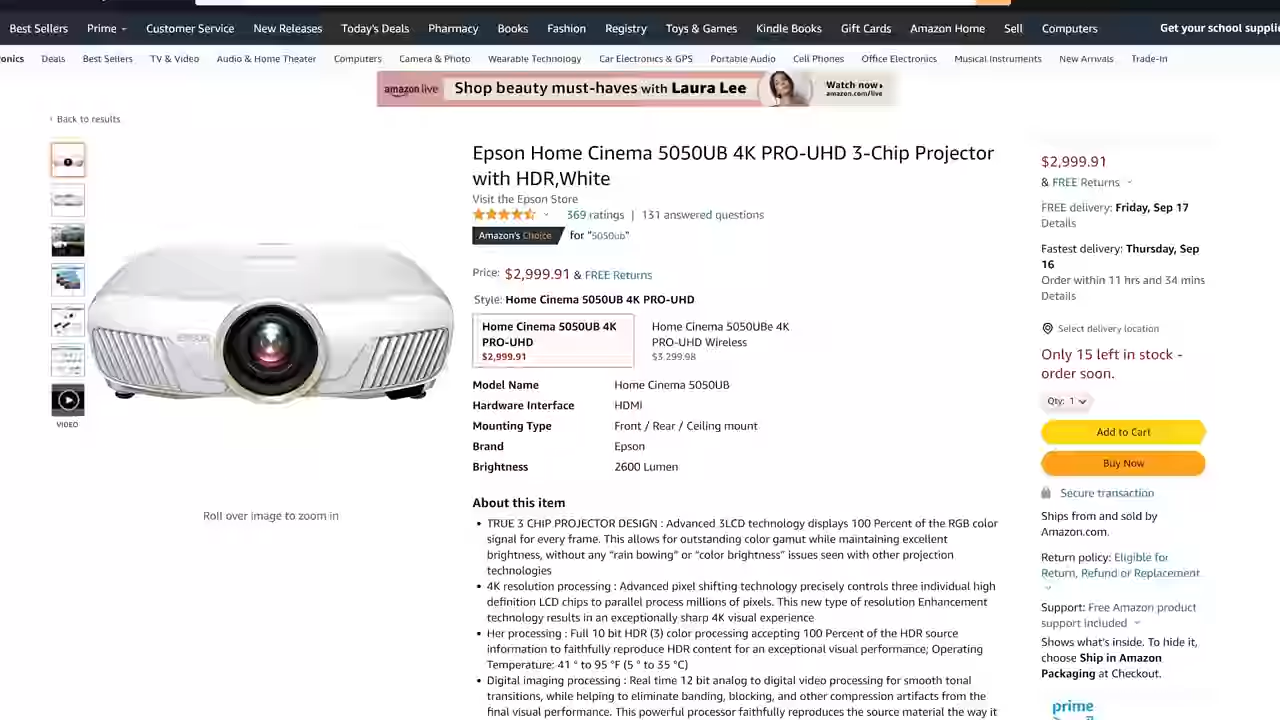 Best Sellers Prime Customer Service New Releases Today's Deals Pharmacy Books Fashion Registry Toys & Games Kindle Books Gift Cards Amazon Home Sell Computers Get your school supplie
onics Deals Best Sellers TV & Video Audio & Home Theater Computers Camera & Photo Wearable Technology Car Electronics & GPS Portable Audio Cell Phones Office Electronics Musical Instruments New Arrivals Trade-In
amazon live Shop beauty must-haves with Laura Lee Watch now
amazon.com/live
‹ Back to results
VIDEO
Roll over image to zoom in
EPSON
Epson Home Cinema 5050UB 4K PRO-UHD 3-Chip Projector
with HDR,White
Visit the Epson Store
369 ratings | 131 answered questions
Amazon's Choice for "5050ub"
Price: $2,999.91 & FREE Returns
Style: Home Cinema 5050UB 4K PRO-UHD
Home Cinema 5050UB 4K
PRO-UHD
$2,999.91
Home Cinema 5050UBe 4K
PRO-UHD Wireless
$3,299.98
Model Name Home Cinema 5050UB
Hardware Interface HDMI
Mounting Type Front / Rear / Ceiling mount
Brand Epson
Brightness 2600 Lumen
About this item
• TRUE 3 CHIP PROJECTOR DESIGN : Advanced 3LCD technology displays 100 Percent of the RGB color
signal for every frame. This allows for outstanding color gamut while maintaining excellent
brightness, without any “rain bowing” or “color brightness” issues seen with other projection
technologies
• 4K resolution processing : Advanced pixel shifting technology precisely controls three individual high
definition LCD chips to parallel process millions of pixels. This new type of resolution Enhancement
technology results in an exceptionally sharp 4K visual experience
• Her processing : Full 10 bit HDR (3) color processing accepting 100 Percent of the HDR source
information to faithfully reproduce HDR content for an exceptional visual performance; Operating
Temperature: 41 ° to 95 °F (5 ° to 35 °C)
• Digital imaging processing : Real time 12 bit analog to digital video processing for smooth tonal
transitions, while helping to eliminate banding, blocking, and other compression artifacts from the
final visual performance. This powerful processor faithfully reproduces the source material the way it
$2,999.91
& FREE Returns
FREE delivery: Friday, Sep 17
Details
Fastest delivery: Thursday, Sep
16
Order within 11 hrs and 34 mins
Details
Select delivery location
Only 15 left in stock -
order soon.
Qty: 1
Add to Cart
Buy Now
Secure transaction
Ships from and sold by
Amazon.com.
Return policy: Eligible for
Return, Refund or Replacement
Support: Free Amazon product
support included
Shows what's inside. To hide it,
choose Ship in Amazon
Packaging at Checkout.
prime